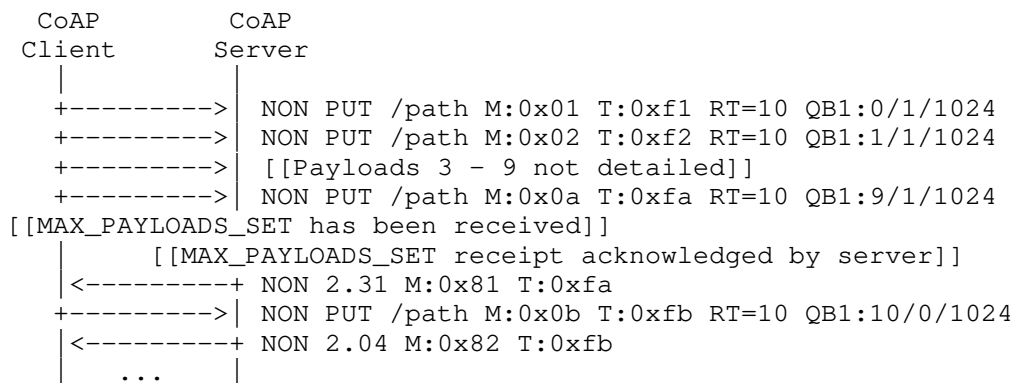 CoAP CoAP
Client Server
| |
+--------->| NON PUT /path M:0x01 T:0xf1 RT=10 QB1:0/1/1024
+--------->| NON PUT /path M:0x02 T:0xf2 RT=10 QB1:1/1/1024
+--------->| [[Payloads 3 - 9 not detailed]]
+--------->| NON PUT /path M:0x0a T:0xfa RT=10 QB1:9/1/1024
[[MAX_PAYLOADS_SET has been received]]
| [[MAX_PAYLOADS_SET receipt acknowledged by server]]
|<---------+ NON 2.31 M:0x81 T:0xfa
+--------->| NON PUT /path M:0x0b T:0xfb RT=10 QB1:10/0/1024
|<---------+ NON 2.04 M:0x82 T:0xfb
| ... |